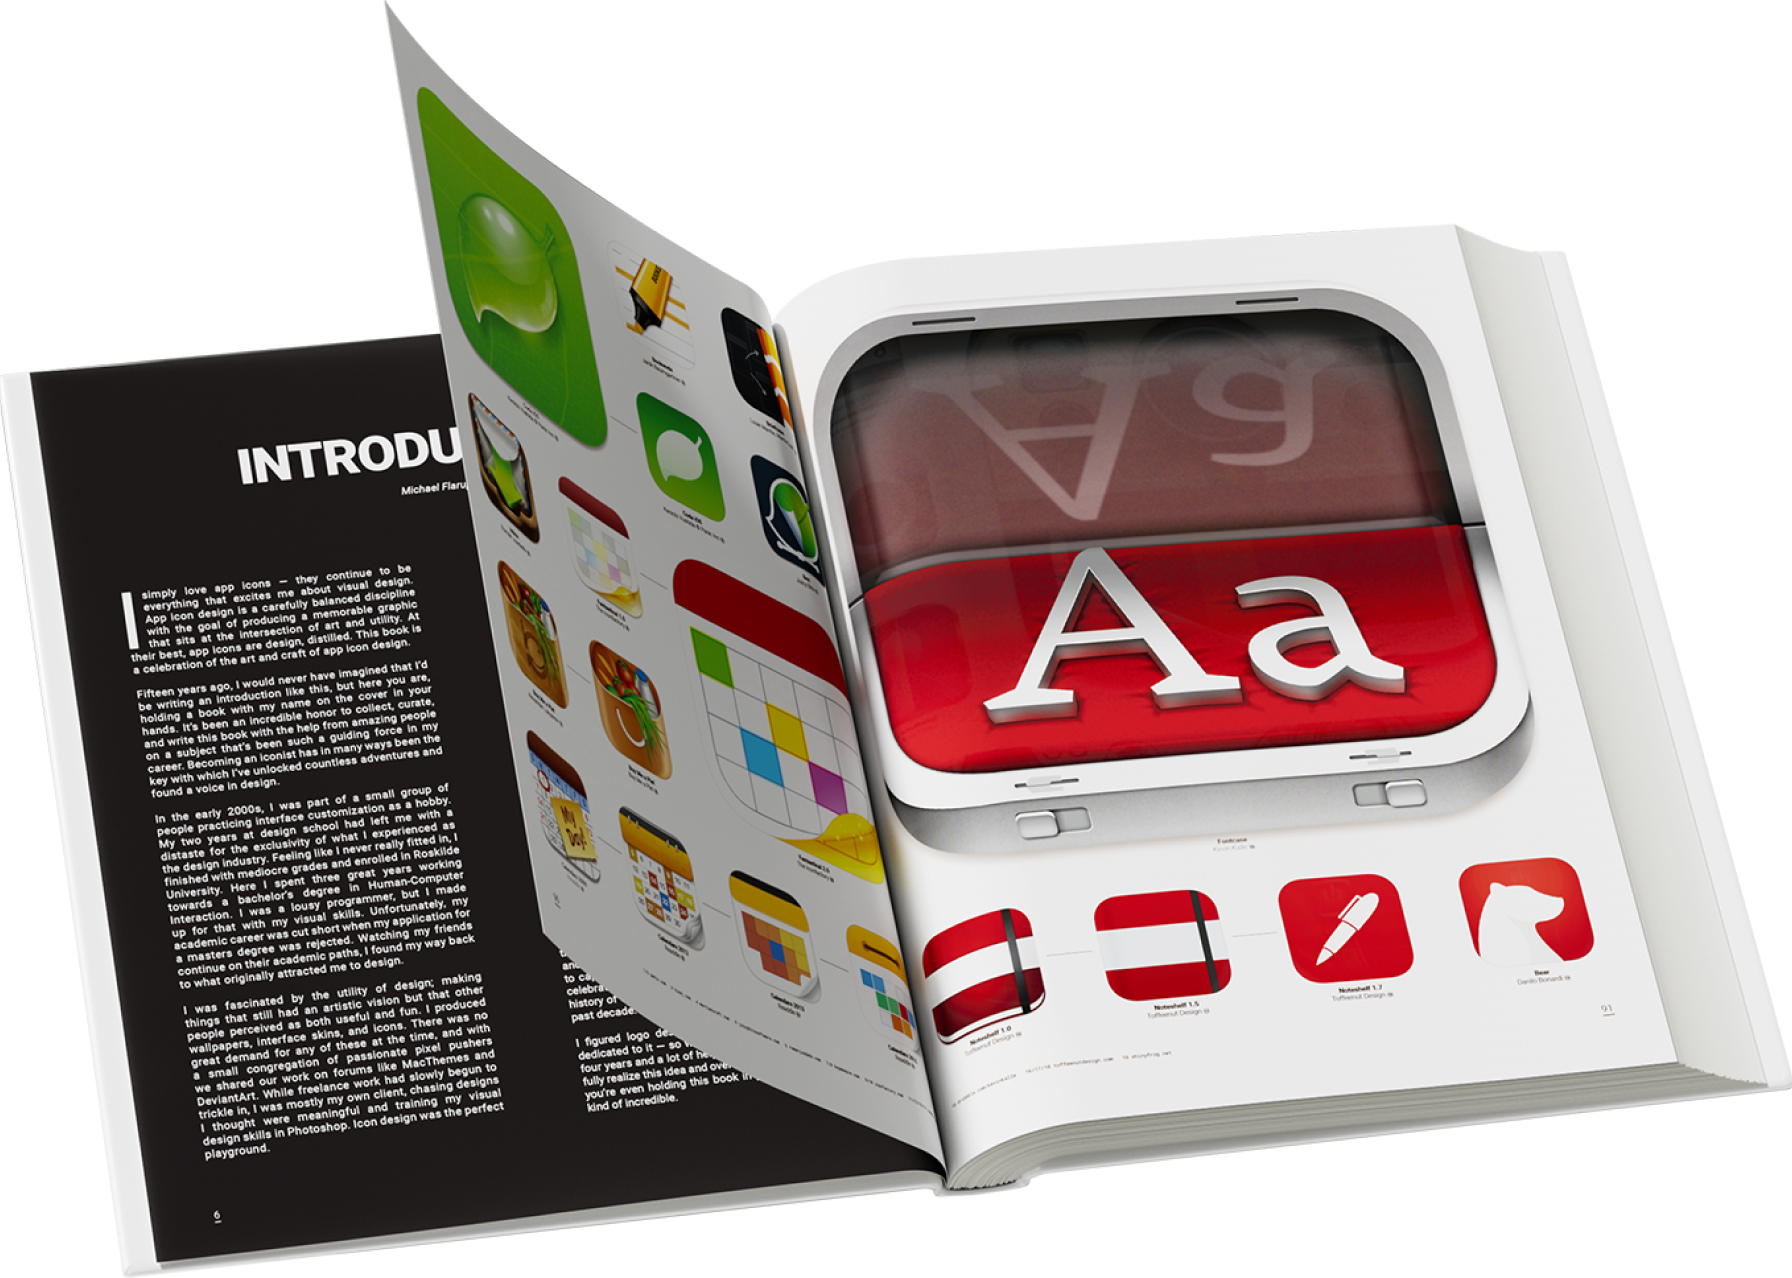 INTRODU
Michael Flarup
I simply love app icons — they continue to be
everything that excites me about visual design.
App icon design is a carefully balanced discipline
with the goal of producing a memorable graphic
that sits at the intersection of art and utility. At
their best, app icons are design, distilled. This book is
a celebration of the art and craft of app icon design.
Fifteen years ago, I would never have imagined that I'd
be writing an introduction like this, but here you are,
holding a book with my name on the cover in your
hands. It's been an incredible honor to collect, curate,
and write this book with the help from amazing people
on a subject that's been such a guiding force in my
career. Becoming an iconist has in many ways been the
key with which I've unlocked countless adventures and
found a voice in design.
In the early 2000s, I was part of a small group of
people practicing interface customization as a hobby.
My two years at design school had left me with a
distaste for the exclusivity of what I experienced as
the design industry. Feeling like I never really fitted in, I
finished with mediocre grades and enrolled in Roskilde
University. Here I spent three great years working
towards a bachelor's degree in Human-Computer
Interaction. I was a lousy programmer, but I made
up for that with my visual skills. Unfortunately, my
academic career was cut short when my application for
a masters degree was rejected. Watching my friends
continue on their academic paths, I found my way back
to what originally attracted me to design.
I was fascinated by the utility of design; making
things that still had an artistic vision but that other
people perceived as both useful and fun. I produced
wallpapers, interface skins, and icons. There was no
great demand for any of these at the time, and with
a small congregation of passionate pixel pushers
we shared our work on forums like MacThemes and
DeviantArt. While freelance work had slowly begun to
trickle in, I was mostly my own client, chasing designs
I thought were meaningful and training my visual
design skills in Photoshop. Icon design was the perfect
playground.
6
and
to ca
celebra
history of
past decade.
I figured logo de
dedicated to it — so
four years and a lot of he
fully realize this idea and ove
you're even holding this book in
kind of incredible.
Aa
Fontcase
Noteshelf 1.0
Toffeenut Design
Noteshelf 1.5
Toffeenut Design
Noteshelf 1.7
Toffeenut Design
Bear
Danilo Bonardi
91